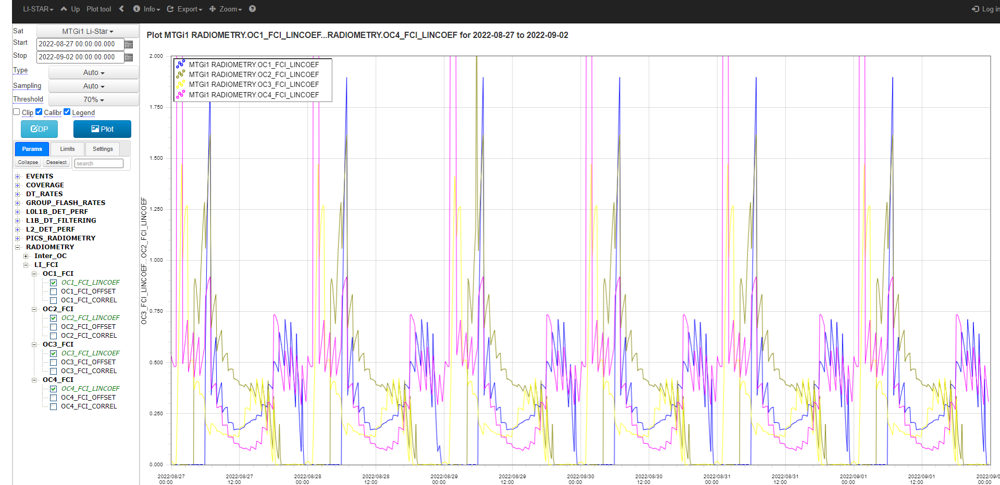 LI-STAR Up Plot tool Info Export Zoom Log in
Sat MTGi1 Li-Star
Start 2022-08-27 00:00:00.000
Stop 2022-09-02 00:00:00.000
Type Auto
Sampling Auto
Threshold 70%
Clip Calibr Legend
DP Plot
Params Limits Settings
Collapse Deselect search
EVENTS
COVERAGE
DT_RATES
GROUP_FLASH_RATES
L0L1B_DET_PERF
L1B_DT_FILTERING
L2_DET_PERF
PICS_RADIOMETRY
RADIOMETRY
Inter_OC
LI_FCI
OC1_FCI
OC1_FCI_LINCOEF
OC1_FCI_OFFSET
OC1_FCI_CORREL
OC2_FCI
OC2_FCI_LINCOEF
OC2_FCI_OFFSET
OC2_FCI_CORREL
OC3_FCI
OC3_FCI_LINCOEF
OC3_FCI_OFFSET
OC3_FCI_CORREL
OC4_FCI
OC4_FCI_LINCOEF
OC4_FCI_OFFSET
OC4_FCI_CORREL
Plot MTGi1 RADIOMETRY.OC1_FCI_LINCOEF...RADIOMETRY.OC4_FCI_LINCOEF for 2022-08-27 to 2022-09-02
MTGi1 RADIOMETRY.OC1_FCI_LINCOEF
MTGi1 RADIOMETRY.OC2_FCI_LINCOEF
MTGi1 RADIOMETRY.OC3_FCI_LINCOEF
MTGi1 RADIOMETRY.OC4_FCI_LINCOEF
OC3_FCI_LINCOEF...OC2_FCI_LINCOEF
2.000
1.750
1.500
1.250
1.000
0.750
0.500
0.250
0.000
2022/08/27 2022/08/27 2022/08/28 2022/08/28 2022/08/29 2022/08/29 2022/08/30 2022/08/30 2022/08/31 2022/08/31 2022/09/01 2022/09/01 2022/09/0
00:00 12:00 00:00 12:00 00:00 12:00 00:00 12:00 00:00 12:00 00:00 12:00 00:00